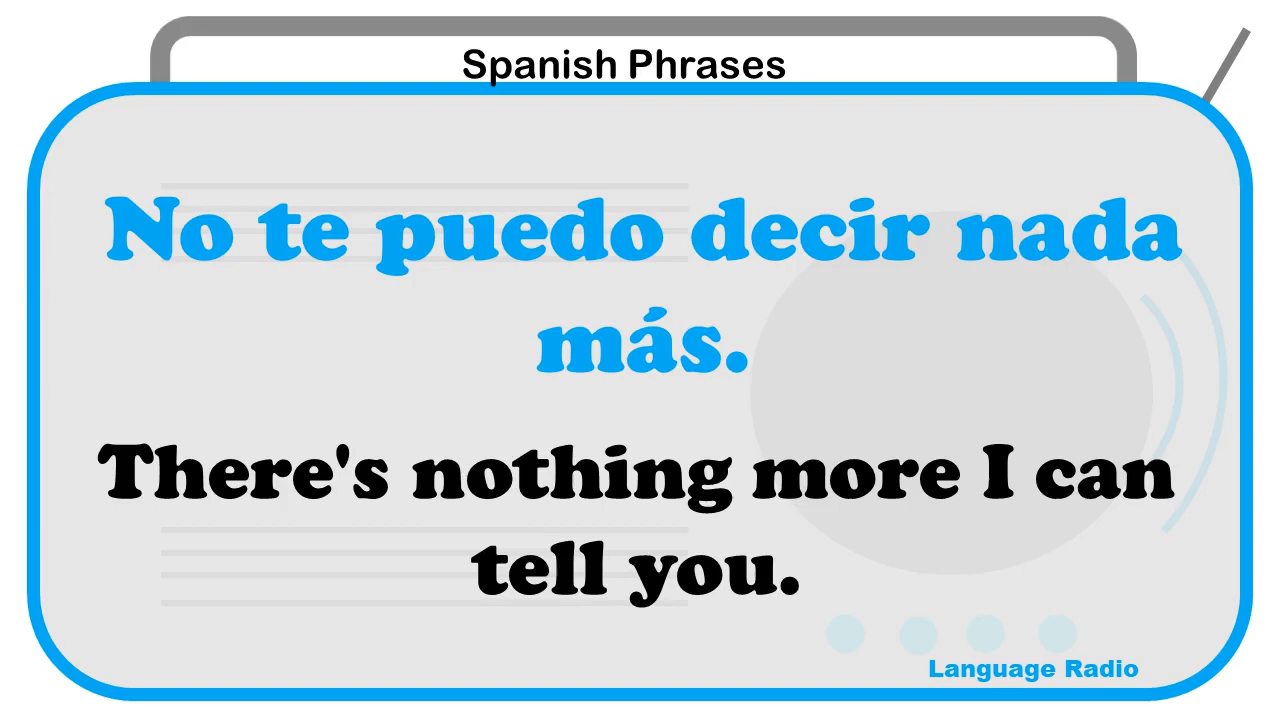 Spanish Phrases
No te puedo decir nada
más.
There's nothing more I can
tell you.
Language Radio